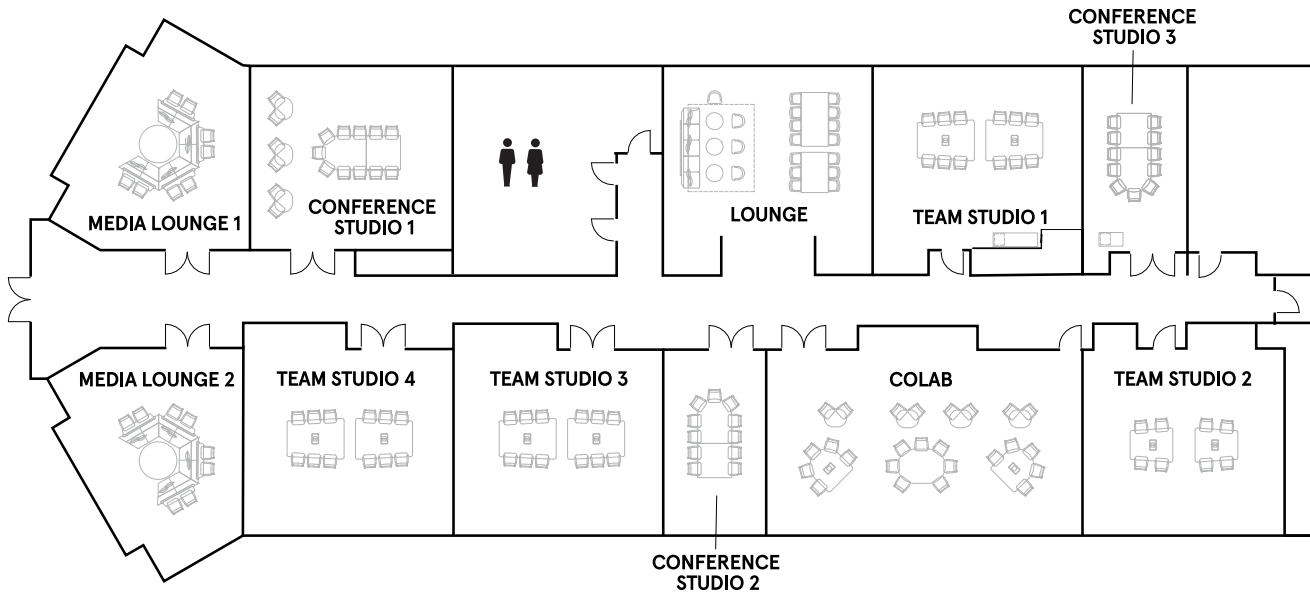 CONFERENCE
STUDIO 3
MEDIA LOUNGE 1
CONFERENCE
STUDIO 1
LOUNGE
TEAM STUDIO 1
MEDIA LOUNGE 2
TEAM STUDIO 4
TEAM STUDIO 3
COLAB
TEAM STUDIO 2
CONFERENCE
STUDIO 2